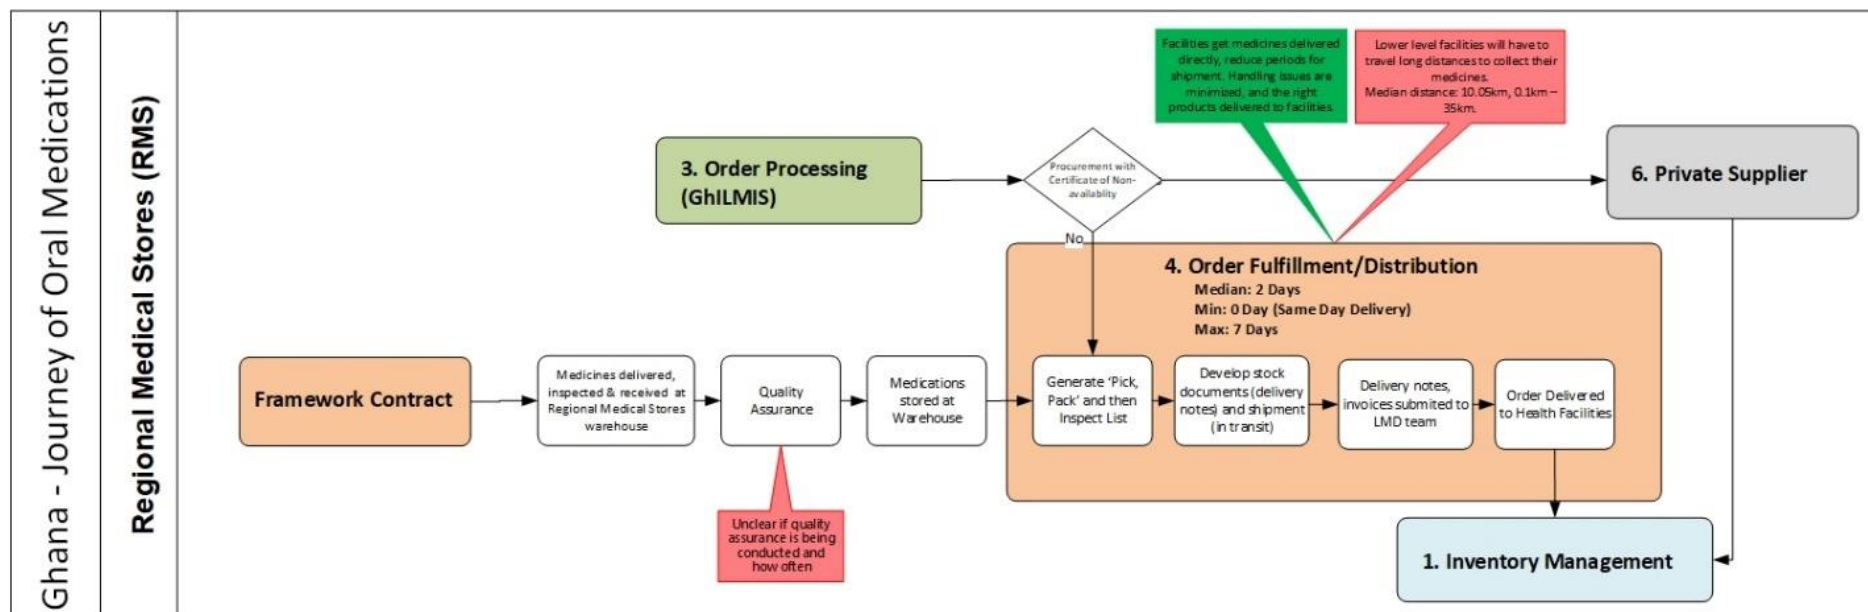 Ghana - Journey of Oral Medications
Regional Medical Stores (RMS)
Facilities get medicines delivered
directly, reduce periods for
shipment. Handling issues are
minimized, and the right
products delivered to facilities.
Lower level facilities will have to
travel long distances to collect their
medicines.
Median distance: 10.05km, 0.1km –
35km.
3. Order Processing
(GhILMIS)
Procurement with
Certificate of Non-
availablity
No
6. Private Supplier
4. Order Fulfillment/Distribution
Median: 2 Days
Min: 0 Day (Same Day Delivery)
Max: 7 Days
Framework Contract
Medicines delivered,
inspected & received at
Regional Medical Stores
warehouse
Quality
Assurance
Medications
stored at
Warehouse
Generate ‘Pick,
Pack’ and then
Inspect List
Develop stock
documents (delivery
notes) and shipment
(in transit)
Delivery notes,
invoices submited to
LMD team
Order Delivered
to Health Facilities
Unclear if quality
assurance is being
conducted and
how often
1. Inventory Management